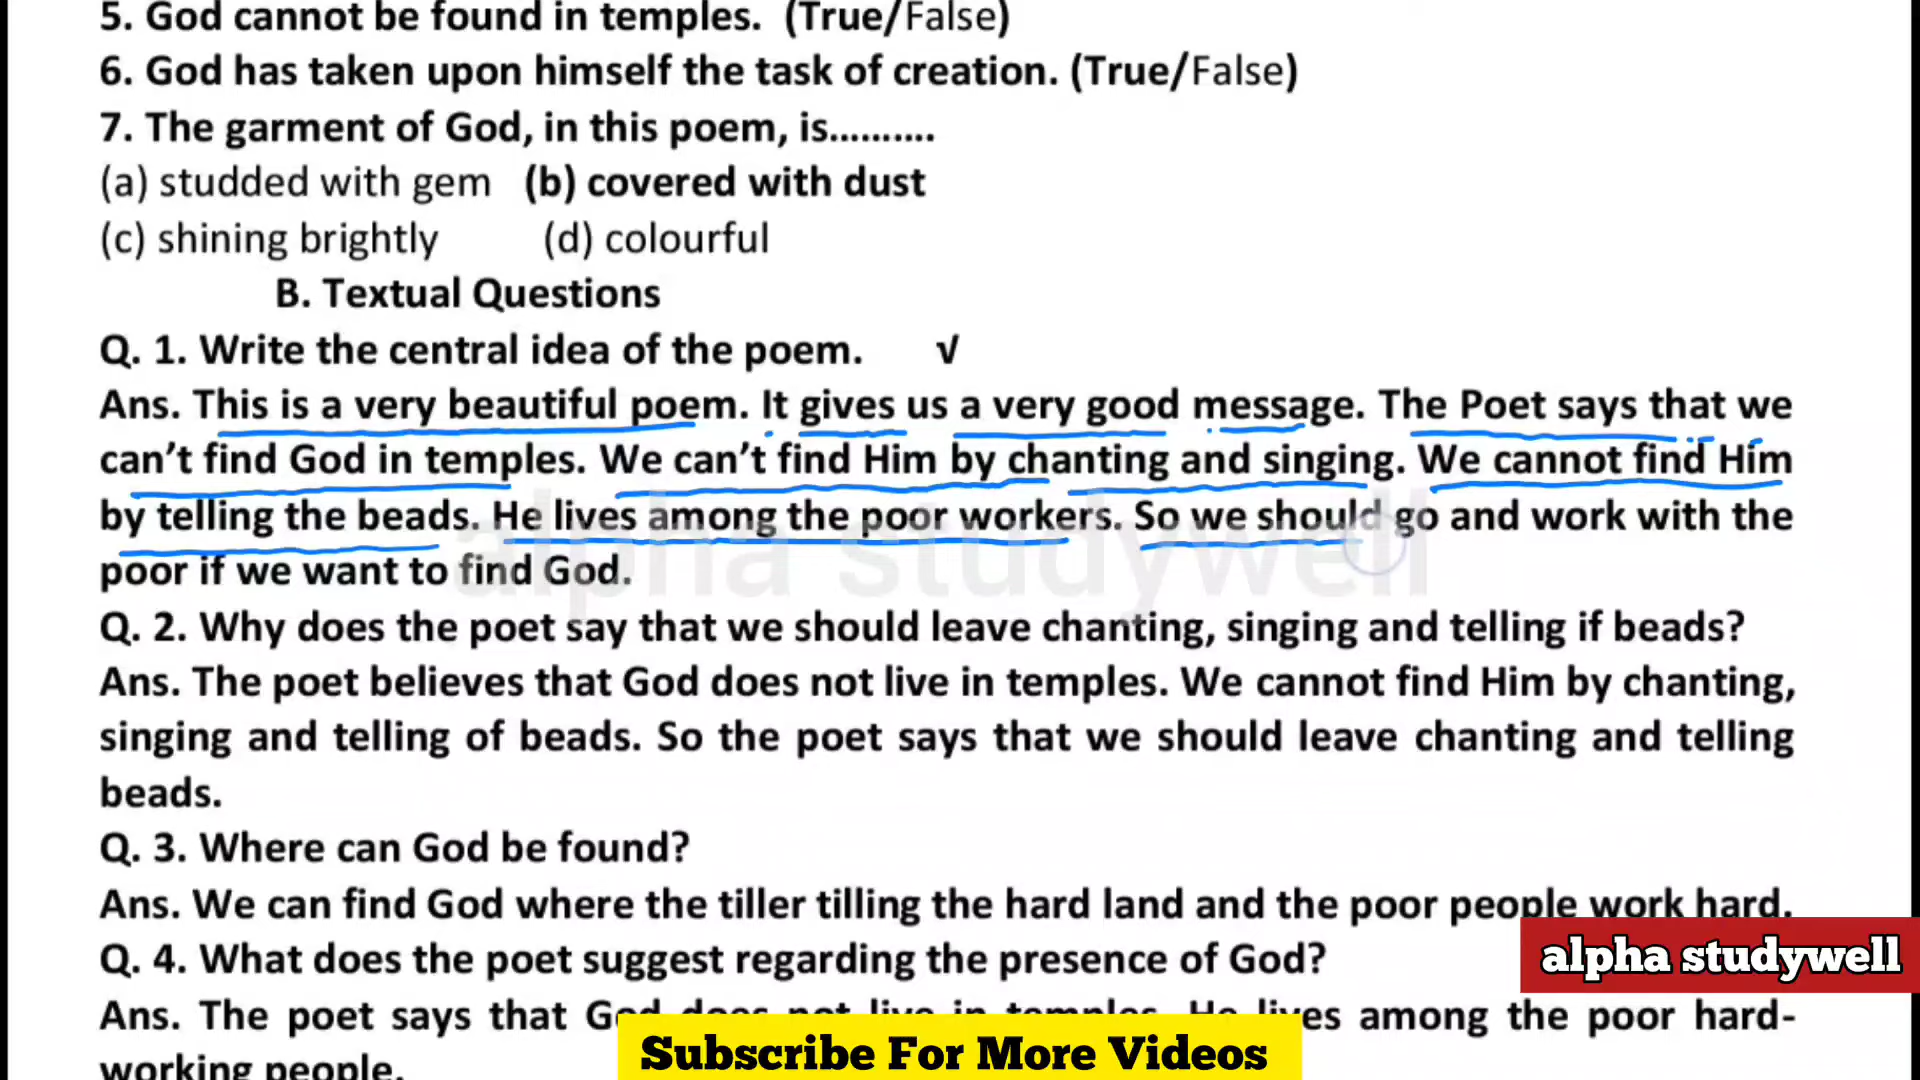 5. God cannot be found in temples. (True/False)
6. God has taken upon himself the task of creation. (True/False)
7. The garment of God, in this poem, is..........
(a) studded with gem (b) covered with dust
(c) shining brightly (d) colourful
B. Textual Questions
Q. 1. Write the central idea of the poem. √
Ans. This is a very beautiful poem. It gives us a very good message. The Poet says that we
can’t find God in temples. We can’t find Him by chanting and singing. We cannot find Him
by telling the beads. He lives among the poor workers. So we should go and work with the
poor if we want to find God.
alpha studywell
Q. 2. Why does the poet say that we should leave chanting, singing and telling if beads?
Ans. The poet believes that God does not live in temples. We cannot find Him by chanting,
singing and telling of beads. So the poet says that we should leave chanting and telling
beads.
Q. 3. Where can God be found?
Ans. We can find God where the tiller tilling the hard land and the poor people work hard.
Q. 4. What does the poet suggest regarding the presence of God?
alpha studywell
Ans. The poet says that God does not live in temples. He lives among the poor hard-
working people.
Subscribe For More Videos